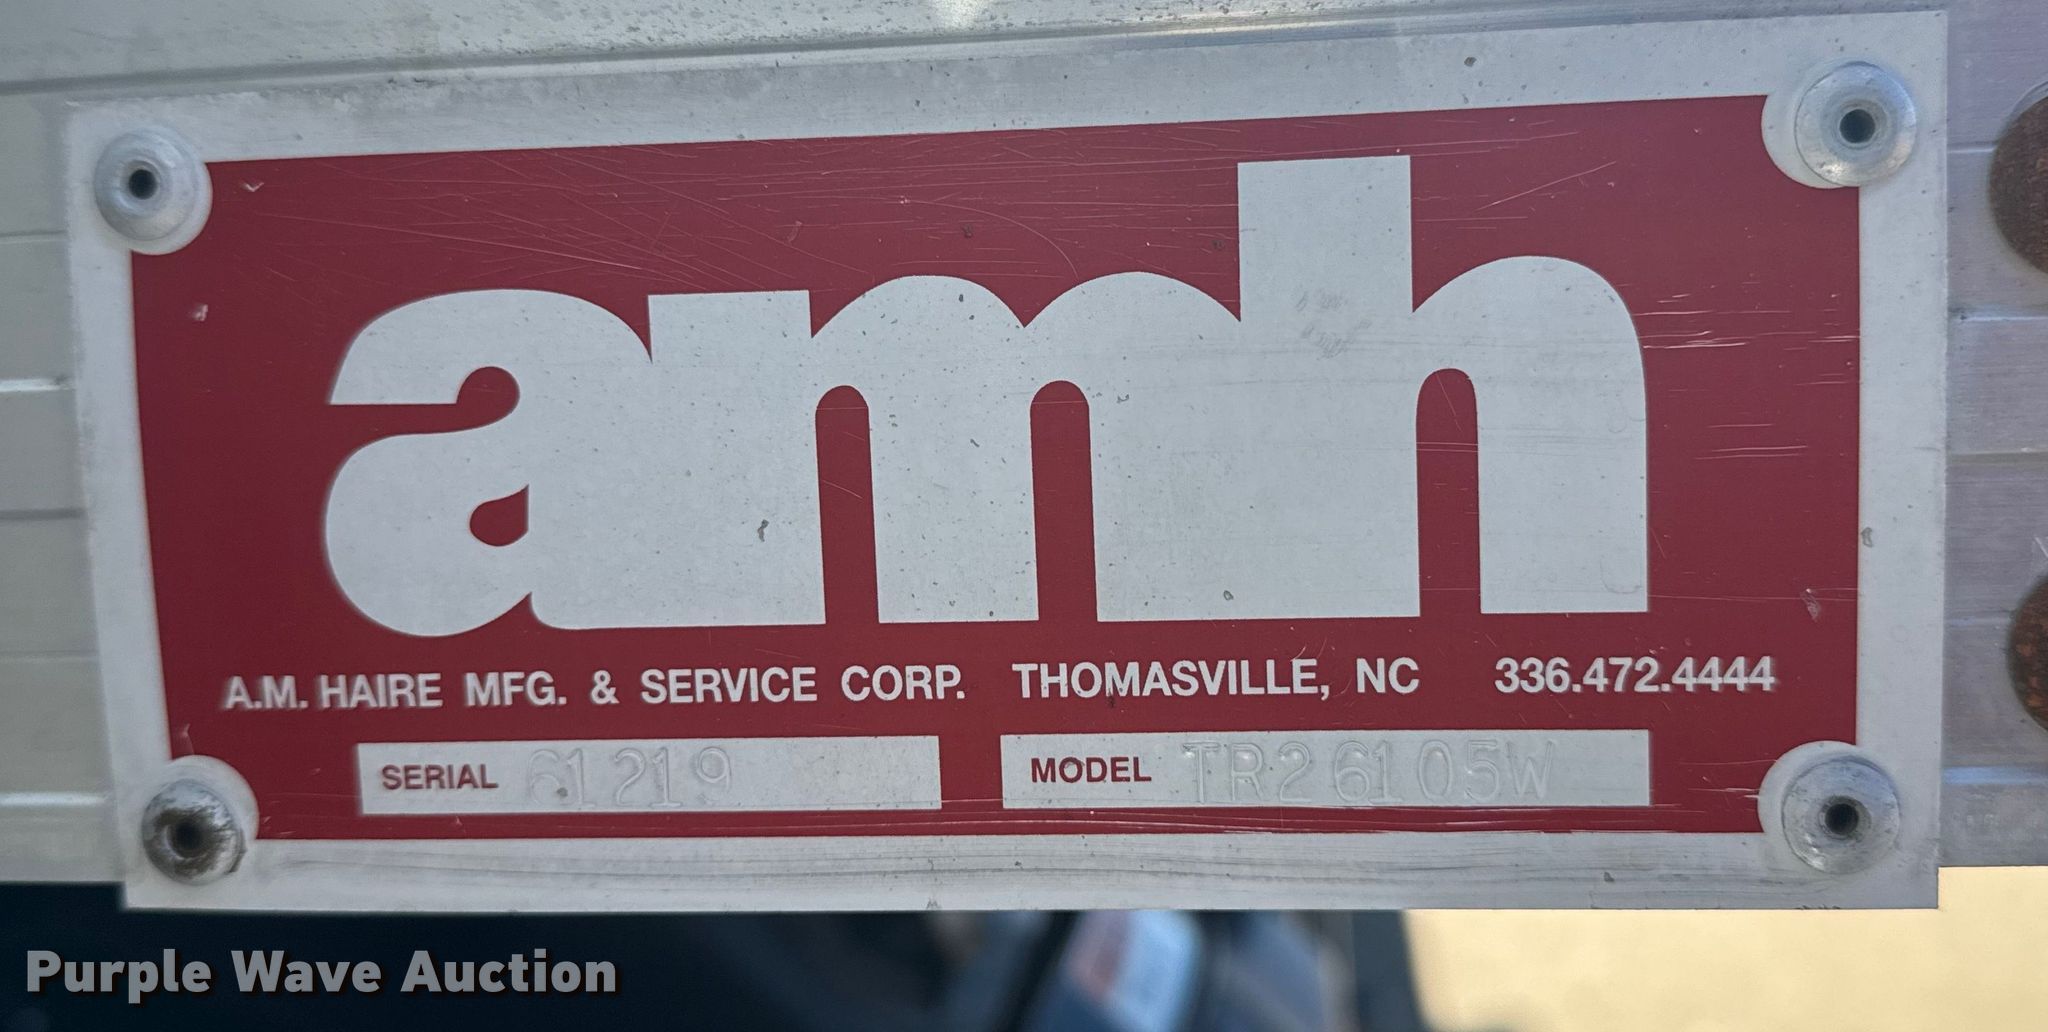 amh
A.M. HAIRE MFG. & SERVICE CORP. THOMASVILLE, NC 336.472.4444
SERIAL 61219 MODEL TR26105W
Purple Wave Auction